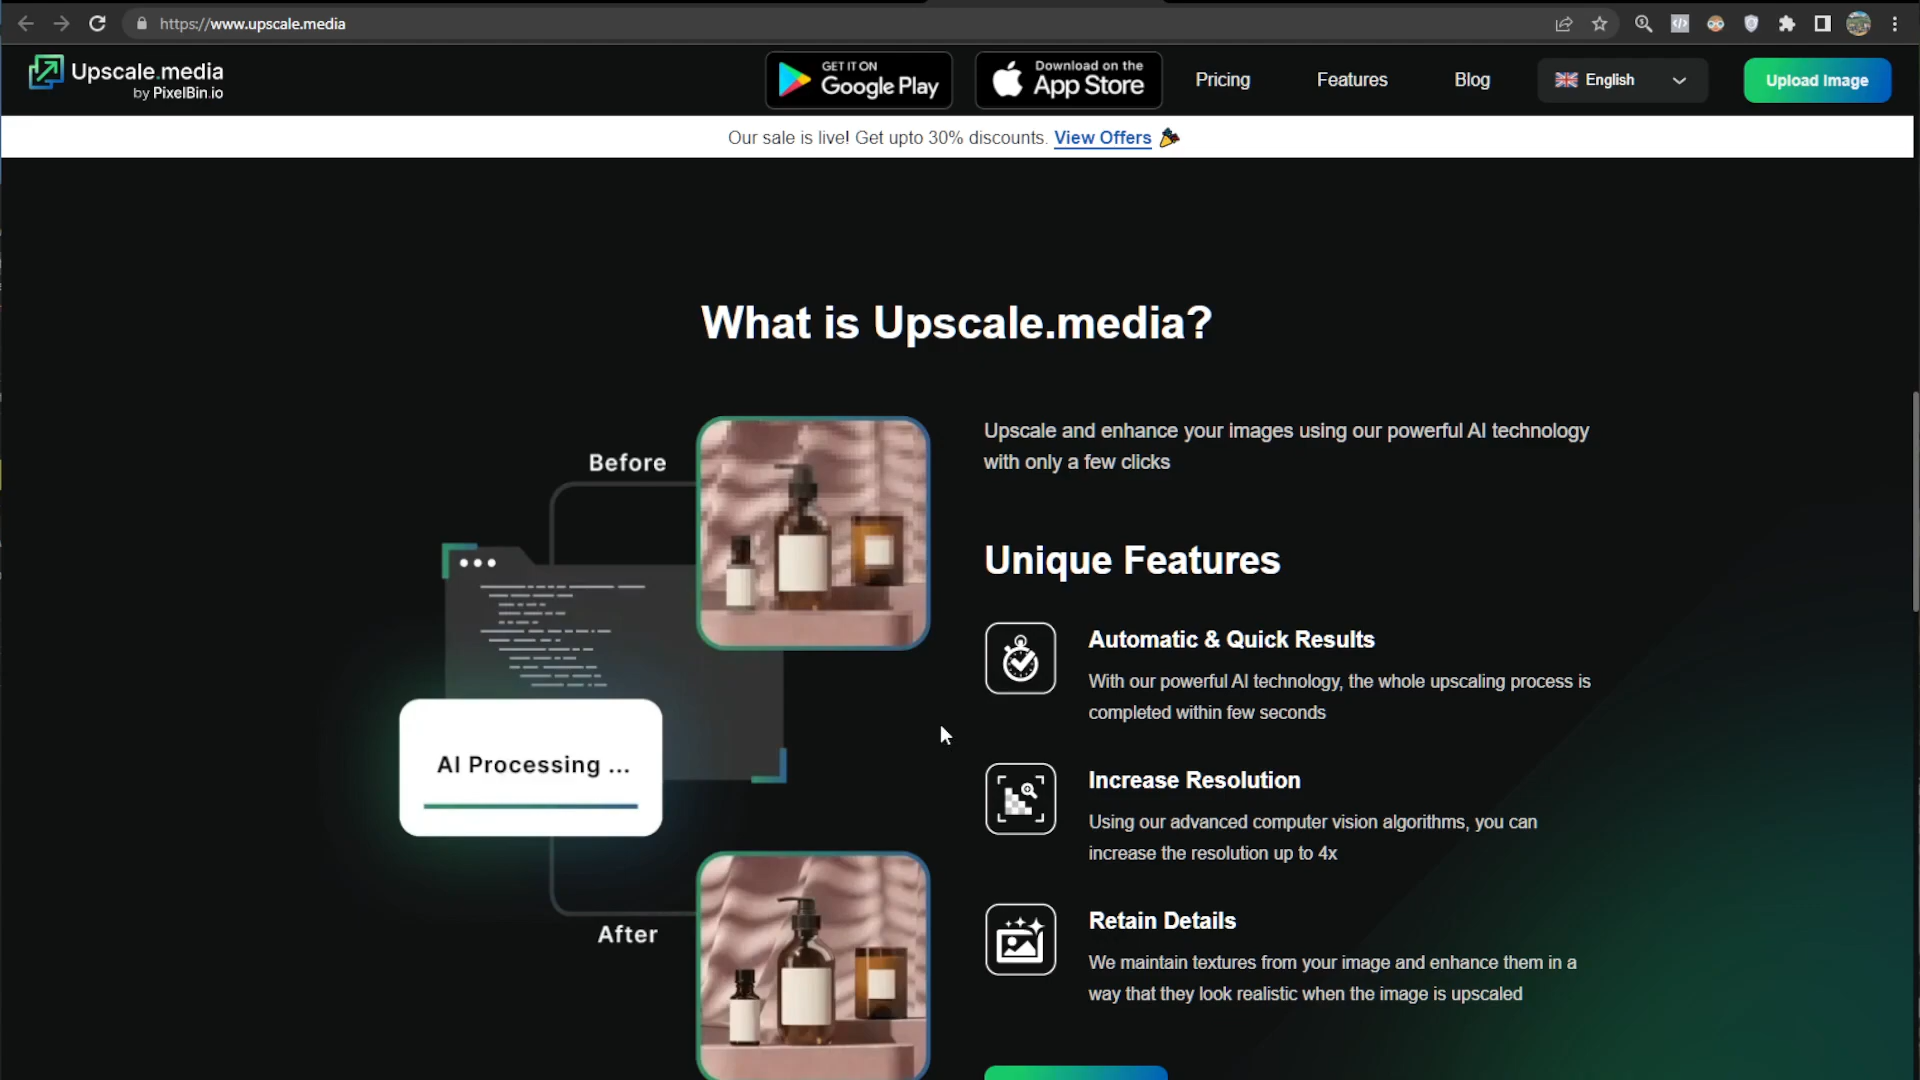 https://www.upscale.media
Upscale.media
by PixelBin.io
GET IT ON
Google Play
Download on the
App Store
Pricing
Features
Blog
English
Upload Image
Our sale is live! Get upto 30% discounts. View Offers
What is Upscale.media?
Before
AI Processing ...
After
Upscale and enhance your images using our powerful AI technology
with only a few clicks
Unique Features
Automatic & Quick Results
With our powerful AI technology, the whole upscaling process is
completed within few seconds
Increase Resolution
Using our advanced computer vision algorithms, you can
increase the resolution up to 4x
Retain Details
We maintain textures from your image and enhance them in a
way that they look realistic when the image is upscaled